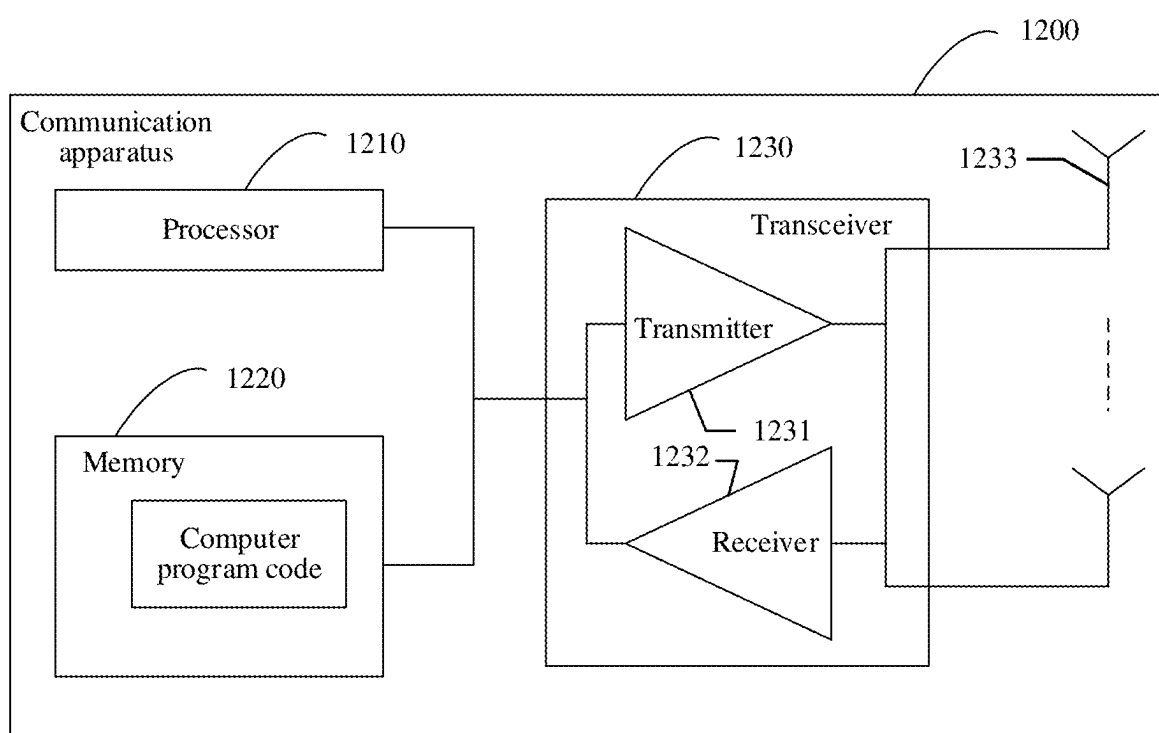 1200
Communication
apparatus
1210
Processor
1230
Transceiver
1233
Transmitter
1231
1220
Memory
Computer
program code
1232
Receiver